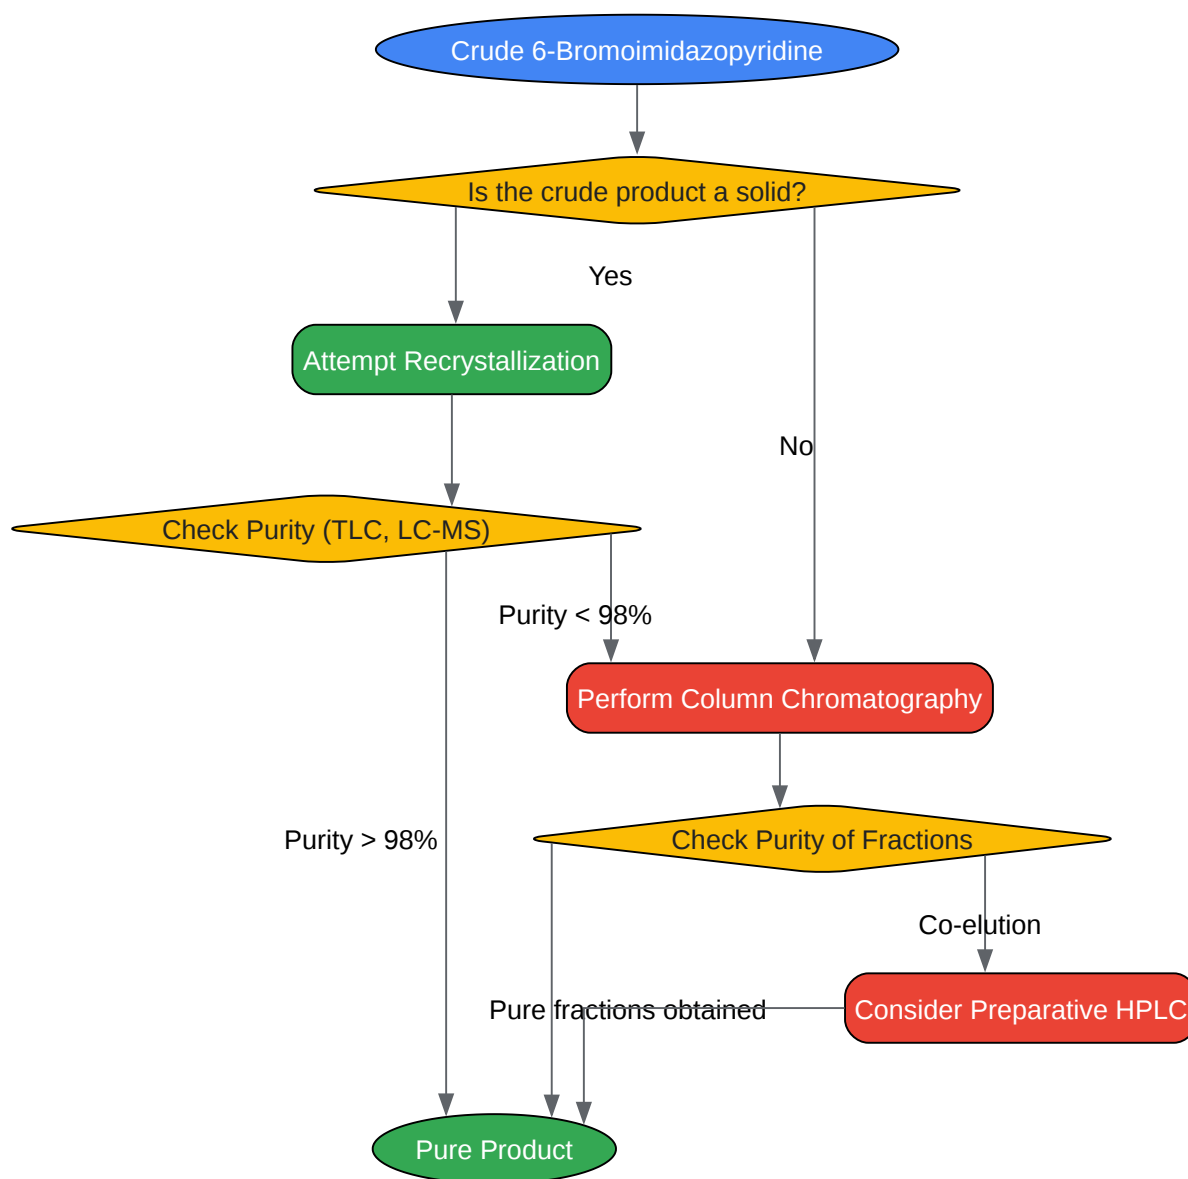 Crude 6-Bromoimidazopyridine
Is the crude product a solid?
Yes
Attempt Recrystallization
No
Check Purity (TLC, LC-MS)
Purity < 98%
Perform Column Chromatography
Purity > 98%
Check Purity of Fractions
Co-elution
Pure fractions obtained
Consider Preparative HPLC
Pure Product